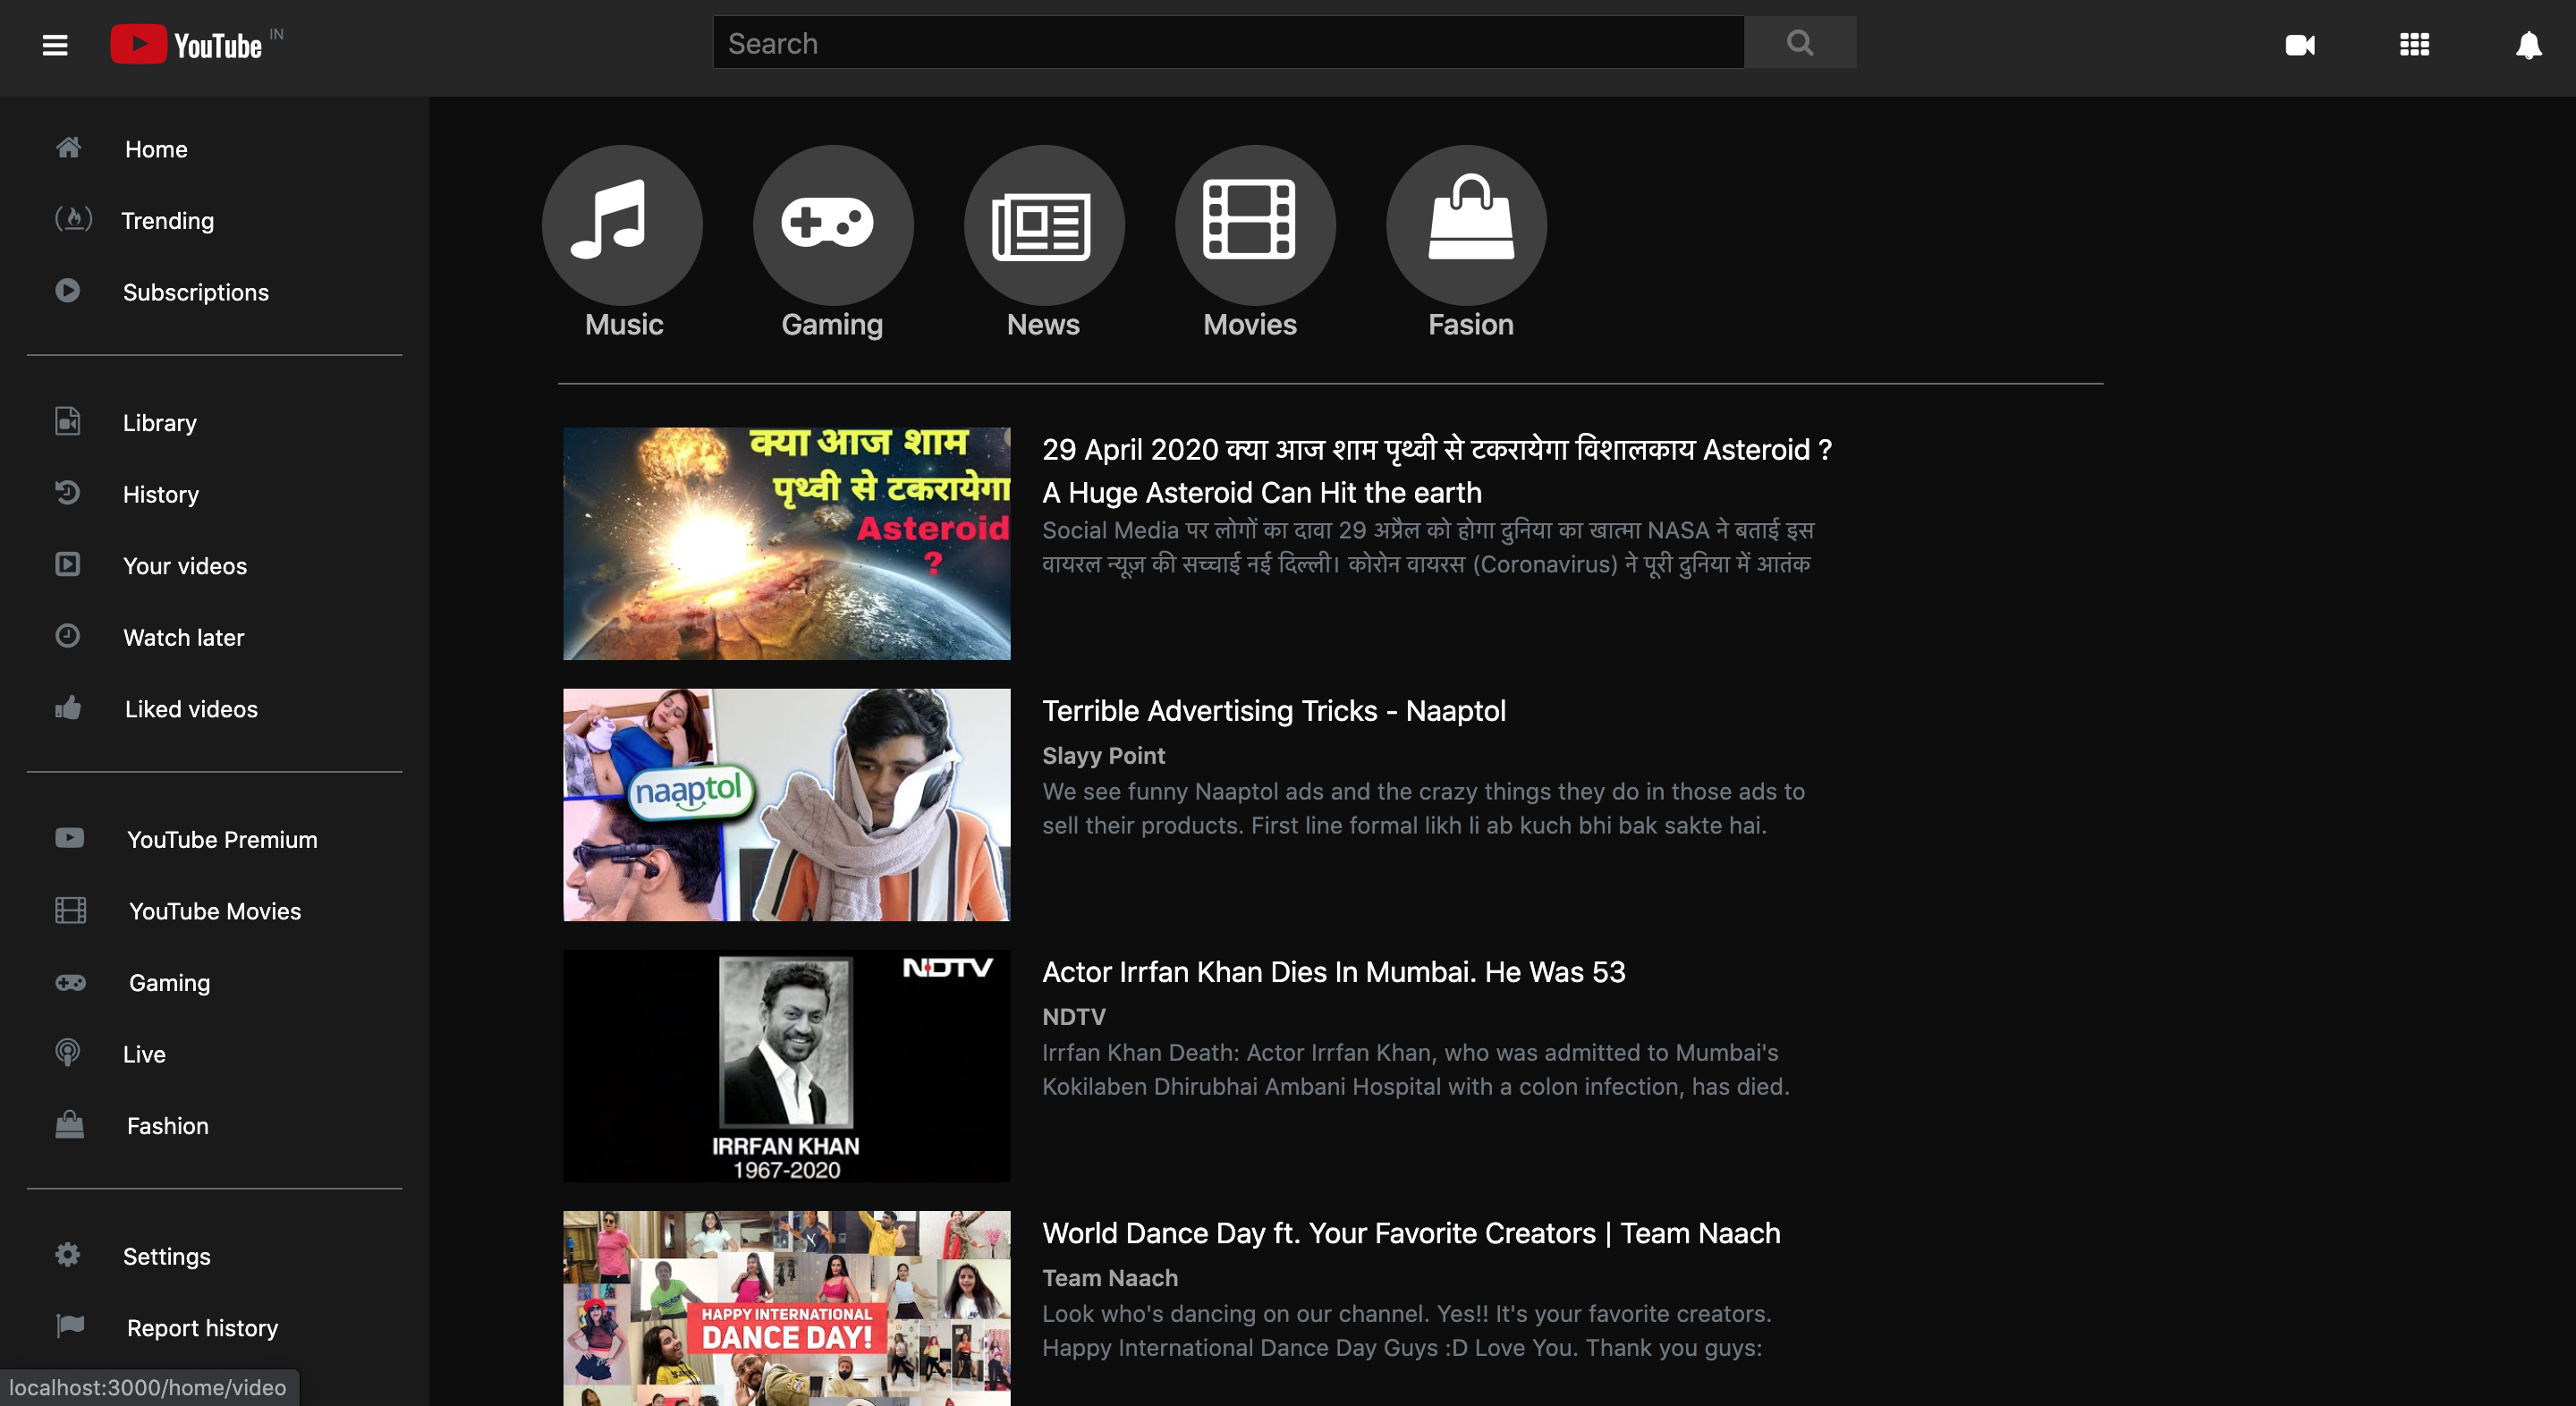 YouTube IN
Search
Home
Trending
Subscriptions
Library
History
Your videos
Watch later
Liked videos
YouTube Premium
YouTube Movies
Gaming
Live
Fashion
Settings
Report history
localhost:3000/home/video
Music
Gaming
News
Movies
Fasion
क्या आज शाम
पृथ्वी से टकरायेगा
Asteroid
?
29 April 2020 क्या आज शाम पृथ्वी से टकरायेगा विशालकाय Asteroid ?
A Huge Asteroid Can Hit the earth
Social Media पर लोगों का दावा 29 अप्रैल को होगा दुनिया का खात्मा NASA ने बताई इस
वायरल न्यूज़ की सच्चाई नई दिल्ली। कोरोन वायरस (Coronavirus) ने पूरी दुनिया में आतंक
naaptol
Terrible Advertising Tricks - Naaptol
Slayy Point
We see funny Naaptol ads and the crazy things they do in those ads to
sell their products. First line formal likh li ab kuch bhi bak sakte hai.
NDTV
IRRFAN KHAN
1967-2020
Actor Irrfan Khan Dies In Mumbai. He Was 53
NDTV
Irrfan Khan Death: Actor Irrfan Khan, who was admitted to Mumbai's
Kokilaben Dhirubhai Ambani Hospital with a colon infection, has died.
HAPPY INTERNATIONAL
DANCE DAY!
World Dance Day ft. Your Favorite Creators | Team Naach
Team Naach
Look who's dancing on our channel. Yes!! It's your favorite creators.
Happy International Dance Day Guys :D Love You. Thank you guys: